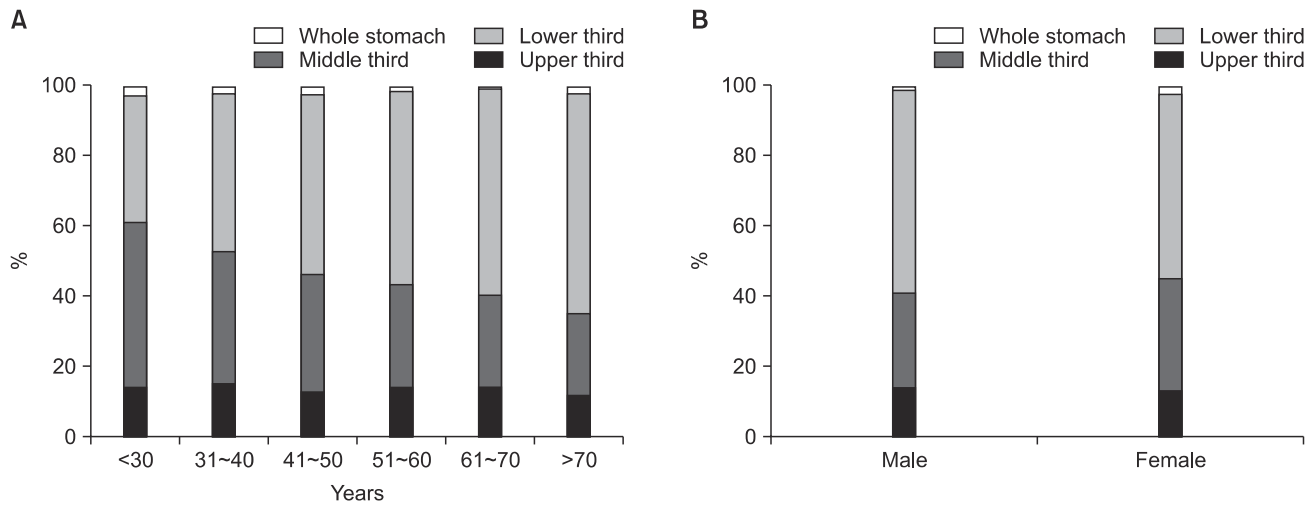 A
Whole stomach Lower third
Middle third Upper third
100
80
60
40
20
0
%
<30 31~40 41~50 51~60 61~70 >70
Years
B
Whole stomach Lower third
Middle third Upper third
100
80
60
40
20
0
%
Male Female